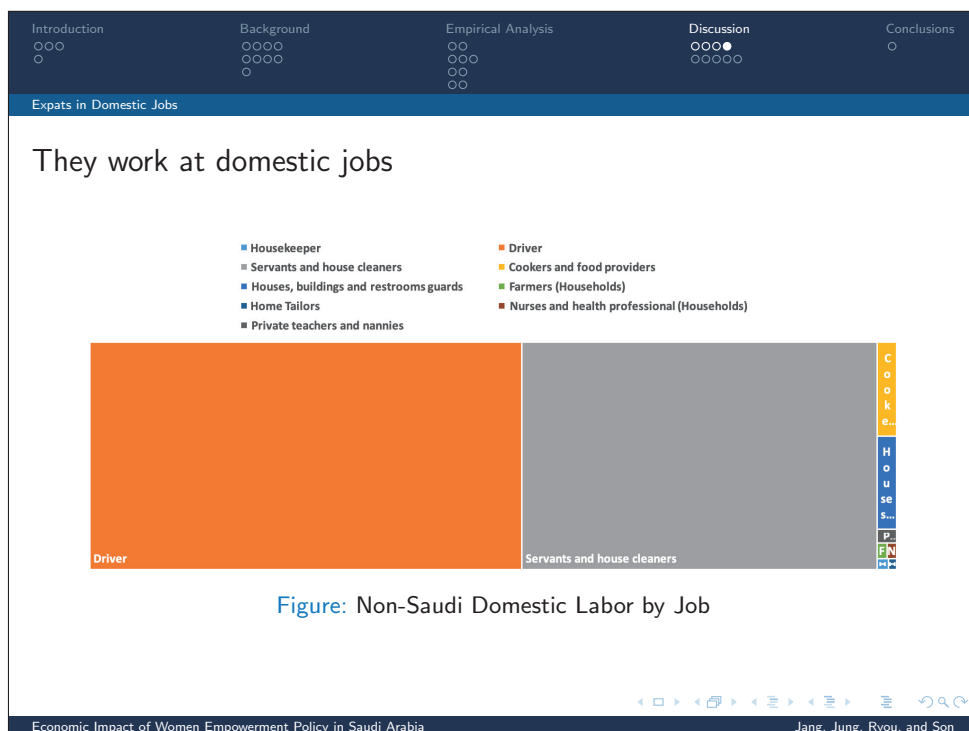 Introduction Background Empirical Analysis Discussion Conclusions
Expats in Domestic Jobs
They work at domestic jobs
Housekeeper Driver
Servants and house cleaners Cookers and food providers
Houses, buildings and restrooms guards Farmers (Households)
Home Tailors Nurses and health professional (Households)
Private teachers and nannies
C
o
o
k
e...
H
o
u
se
s...
P..
F N
H H
Driver Servants and house cleaners
Figure: Non-Saudi Domestic Labor by Job
Economic Impact of Women Empowerment Policy in Saudi Arabia Jang, Jung, Ryou, and Son